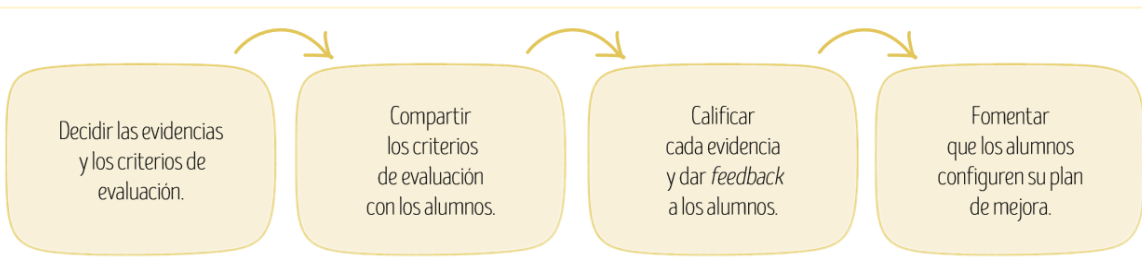 Decidir las evidencias
y los criterios de
evaluación.
Compartir
los criterios
de evaluación
con los alumnos.
Calificar
cada evidencia
y dar feedback
a los alumnos.
Fomentar
que los alumnos
configuren su plan
de mejora.